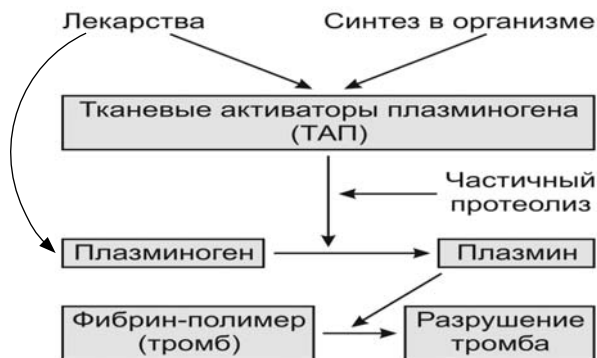 Лекарства
Синтез в организме
Тканевые активаторы плазминогена
(ТАП)
Частичный
протеолиз
Плазминоген
Плазмин
Фибрин-полимер
(тромб)
Разрушение
тромба